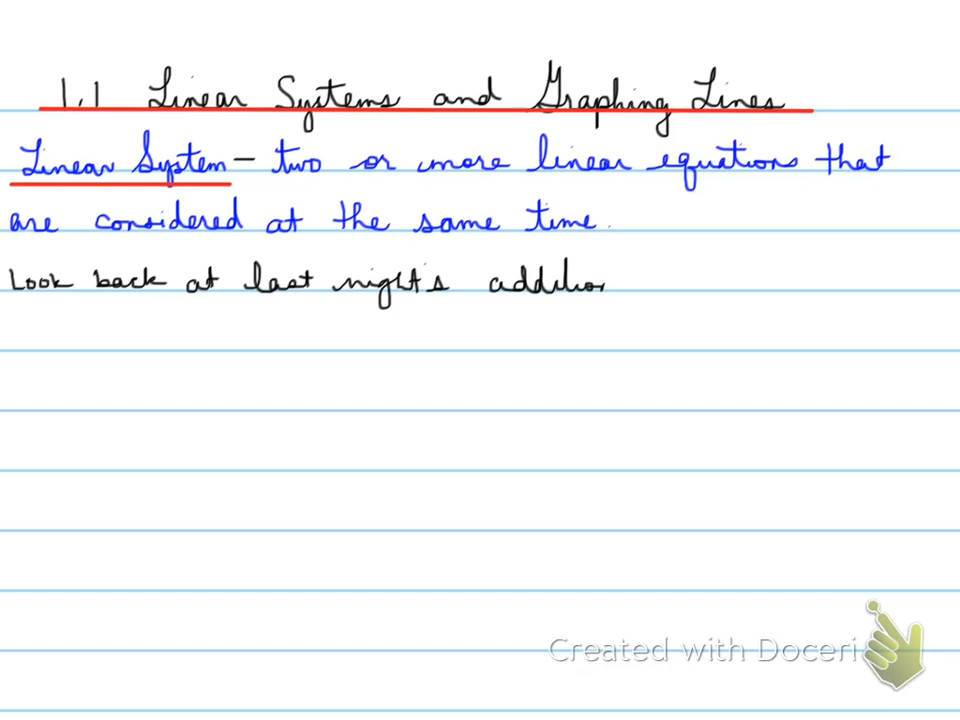 1.1 Linear Systems and Graphing Lines
Linear System - two or more linear equations that
are considered at the same time.
Look back at last night's addition
Created with Doceri